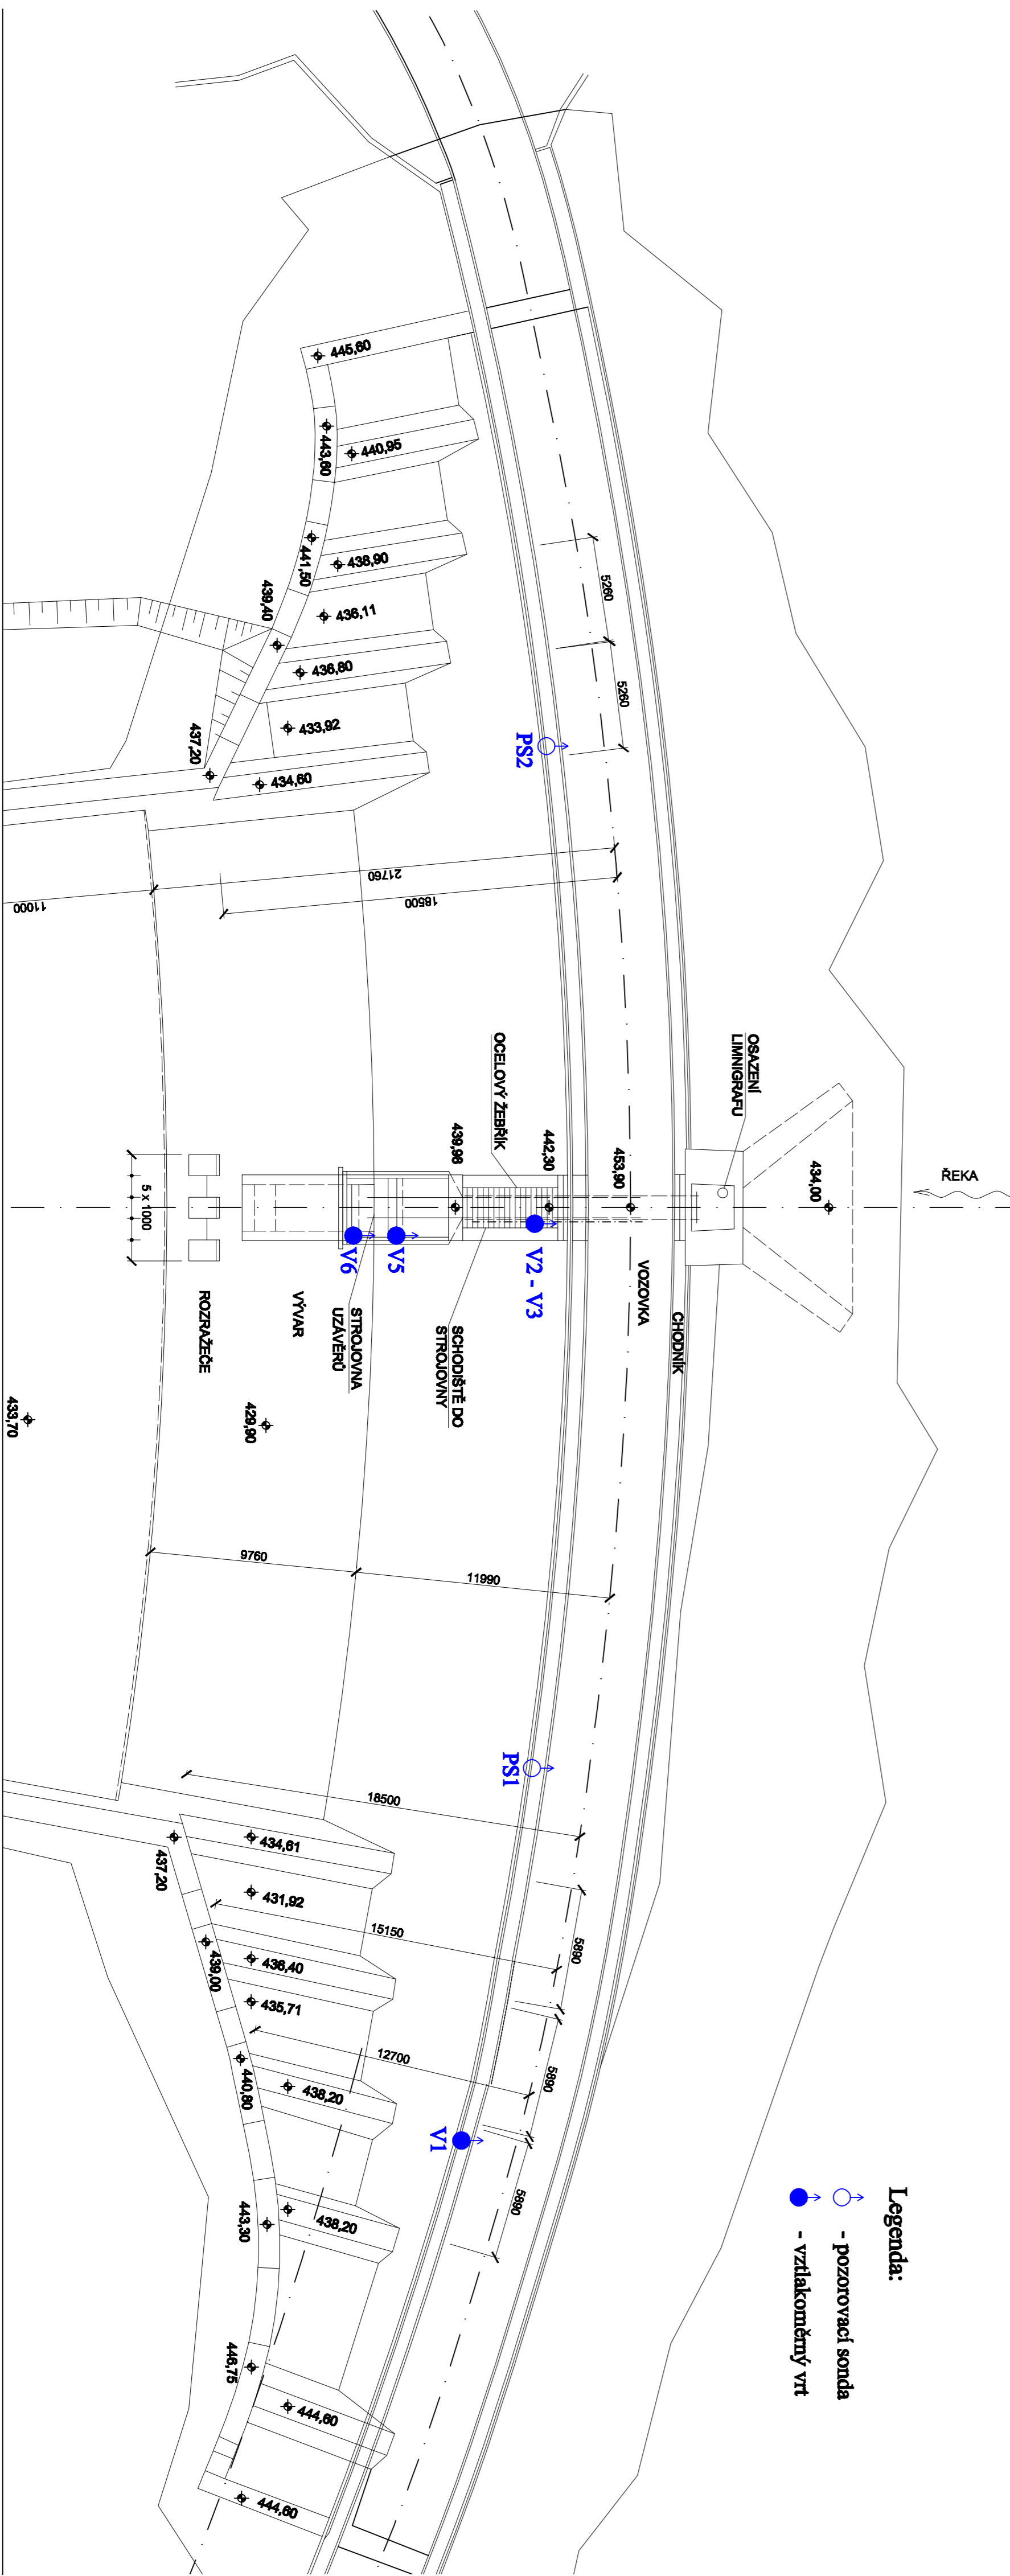 ŘEKA
Legenda:
- pozorovací sonda
- vztlakoměrný vrt
434,00
OSAZENÍ
LIMNIGRAFU
CHODNÍK
VOZOVKA
453,90
5260
5260
5890
5890
5890
PS2
442,30
V2 - V3
PS1
OCELOVÝ ŽEBŘÍK
439,98
SCHODIŠTĚ DO
STROJOVNY
V1
11990
21760
18500
18500
15150
12700
V5
V6
STROJOVNA
UZÁVĚRŮ
VÝVAR
445,60
443,60
440,95
441,50
438,90
436,11
439,40
436,80
433,92
437,20
434,60
429,90
9760
434,61
431,92
436,40
435,71
438,20
438,20
444,60
437,20
439,00
440,80
443,30
446,75
444,60
ROZRAŽEČE
5 x 1000
11000
433,70